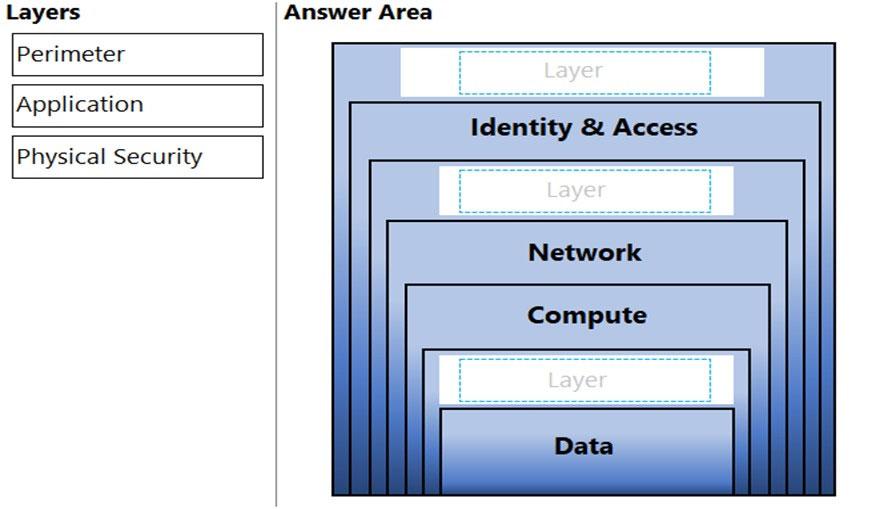 Layers
Perimeter
Application
Physical Security
Answer Area
Layer
Identity & Access
Layer
Network
Compute
Layer
Data